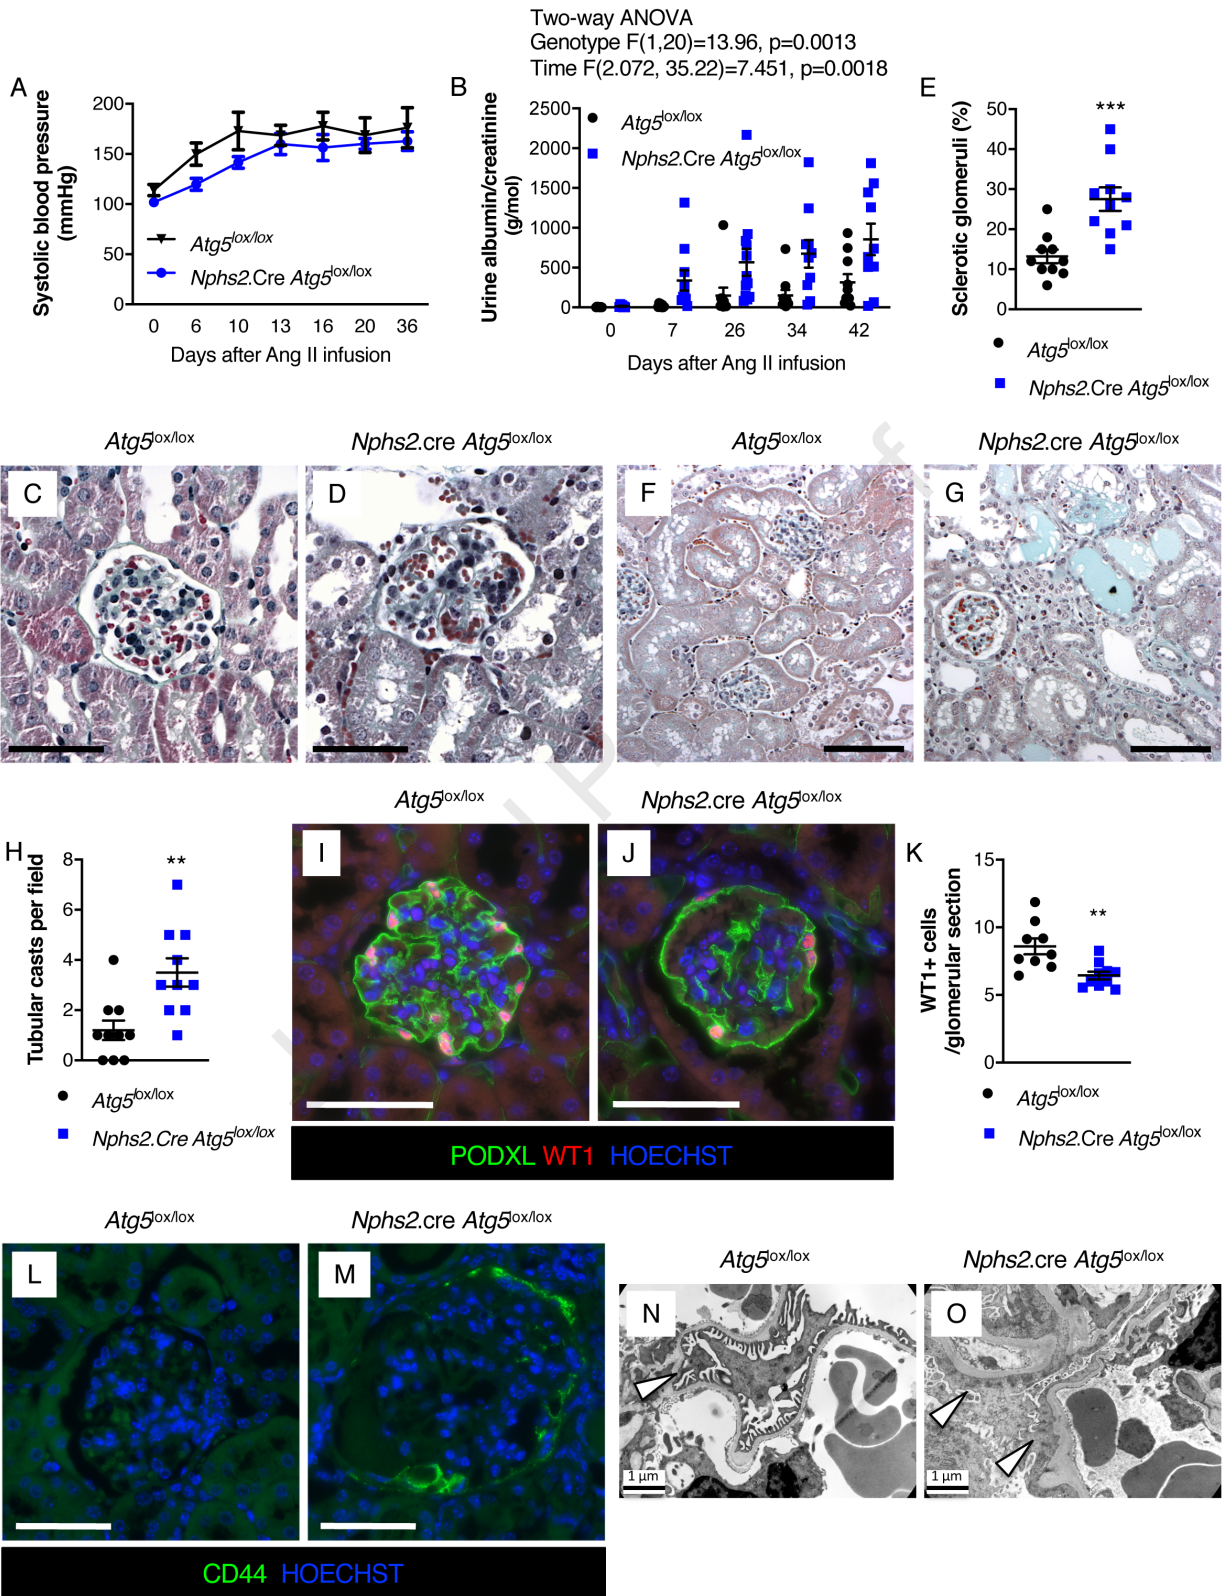 Two-way ANOVA
Genotype F(1,20)=13.96, p=0.0013
Time F(2.072, 35.22)=7.451, p=0.0018
A
Systolic blood pressure
(mmHg)
200
150
100
50
0
Atg5lox/lox
Nphs2.Cre Atg5lox/lox
0 6 10 13 16 20 36
Days after Ang II infusion
B
Urine albumin/creatinine
(g/mol)
2500
2000
1500
1000
500
0
Atg5lox/lox
Nphs2.Cre Atg5lox/lox
0 7 26 34 42
Days after Ang II infusion
E
Sclerotic glomeruli (%)
50
40
30
20
10
0
***
Atg5lox/lox
Nphs2.Cre Atg5lox/lox
Atg5lox/lox
Nphs2.cre Atg5lox/lox
Atg5lox/lox
Nphs2.cre Atg5lox/lox
C
D
F
G
H
Tubular casts per field
8
6
4
2
0
**
Atg5lox/lox
Nphs2.Cre Atg5lox/lox
Atg5lox/lox
Nphs2.cre Atg5lox/lox
I
J
PODXL WT1 HOECHST
K
WT1+ cells
/glomerular section
15
10
5
0
**
Atg5lox/lox
Nphs2.Cre Atg5lox/lox
Atg5lox/lox
Nphs2.cre Atg5lox/lox
L
M
CD44 HOECHST
Atg5lox/lox
Nphs2.cre Atg5lox/lox
N
1 µm
O
1 µm